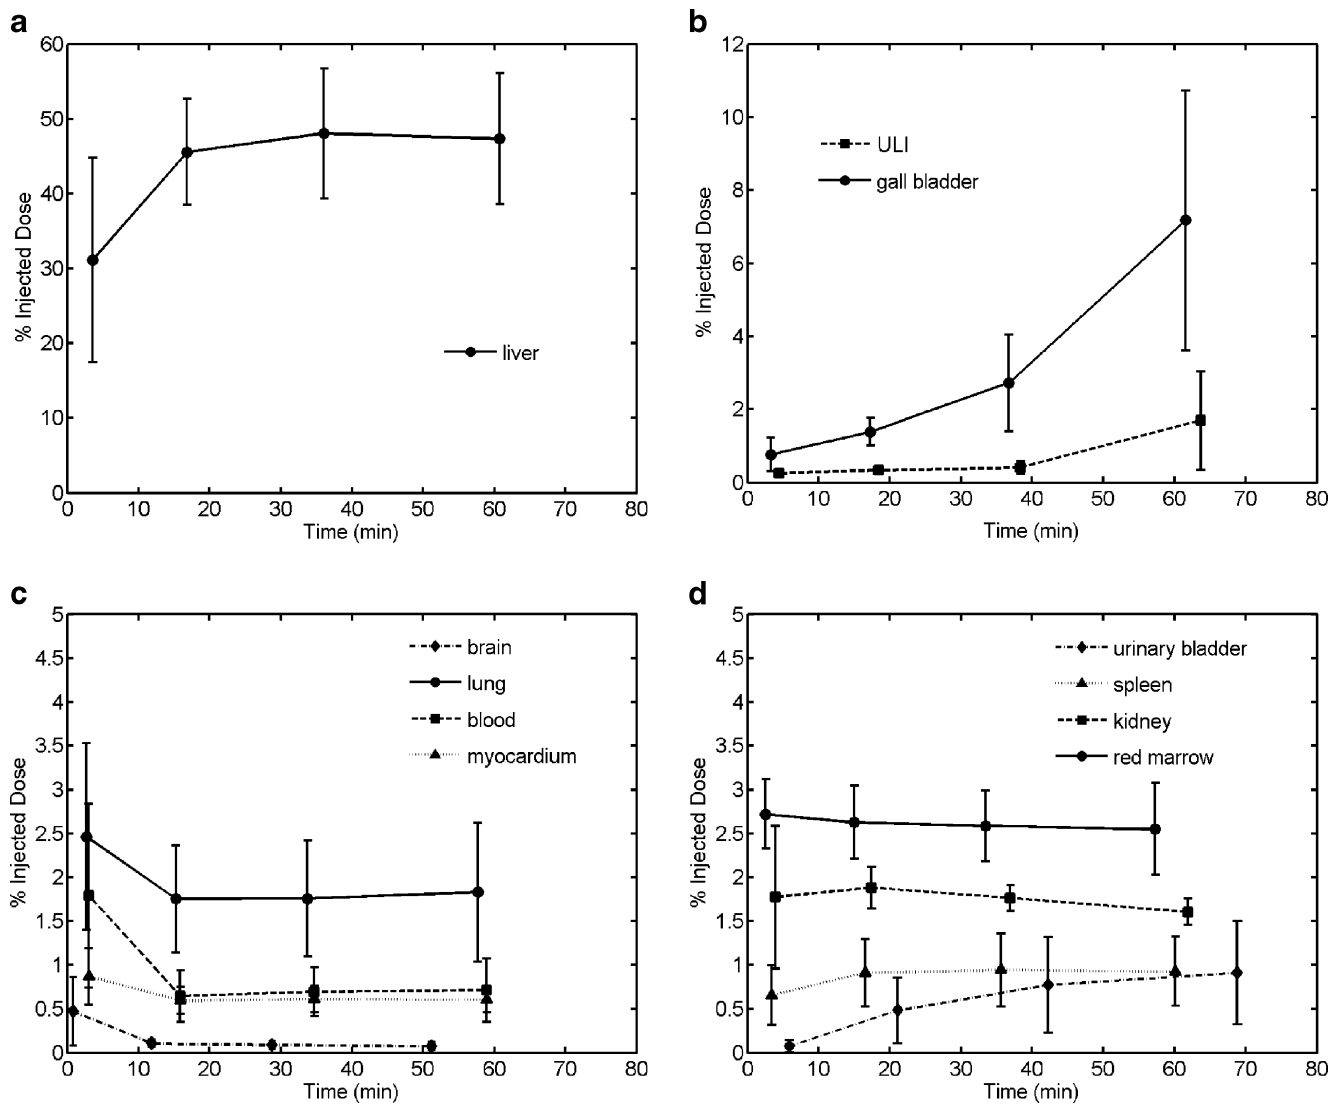 a
60
50
40
30
20
10
0
% Injected Dose
liver
0 10 20 30 40 50 60 70 80
Time (min)
b
12
10
8
6
4
2
0
% Injected Dose
ULI
gall bladder
0 10 20 30 40 50 60 70 80
Time (min)
c
5
4.5
4
3.5
3
2.5
2
1.5
1
0.5
0
% Injected Dose
brain
lung
blood
myocardium
0 10 20 30 40 50 60 70 80
Time (min)
d
5
4.5
4
3.5
3
2.5
2
1.5
1
0.5
0
% Injected Dose
urinary bladder
spleen
kidney
red marrow
0 10 20 30 40 50 60 70 80
Time (min)